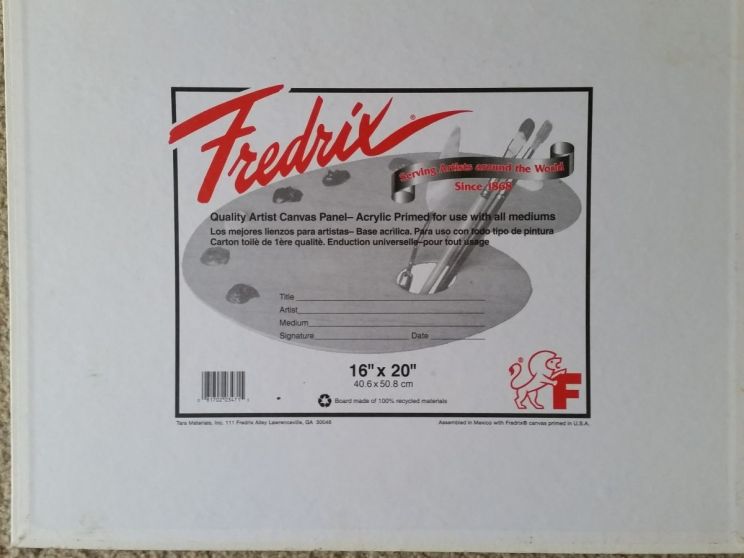 Fredrix®
Serving Artists around the World
Since 1868
Quality Artist Canvas Panel– Acrylic Primed for use with all mediums
Los mejores lienzos para artistas– Base acrilica. Para uso con todo tipo de pintura
Carton toilè de 1ère qualitè. Enduction universelle–pour tout usage
Title
Artist
Medium
Signature Date
16" x 20"
40.6 x 50.8 cm
Board made of 100% recycled materials
F
Tara Materials, Inc. 111 Fredrix Alley Lawrenceville, GA 30046
Assembled in Mexico with Fredrix® canvas primed in U.S.A.